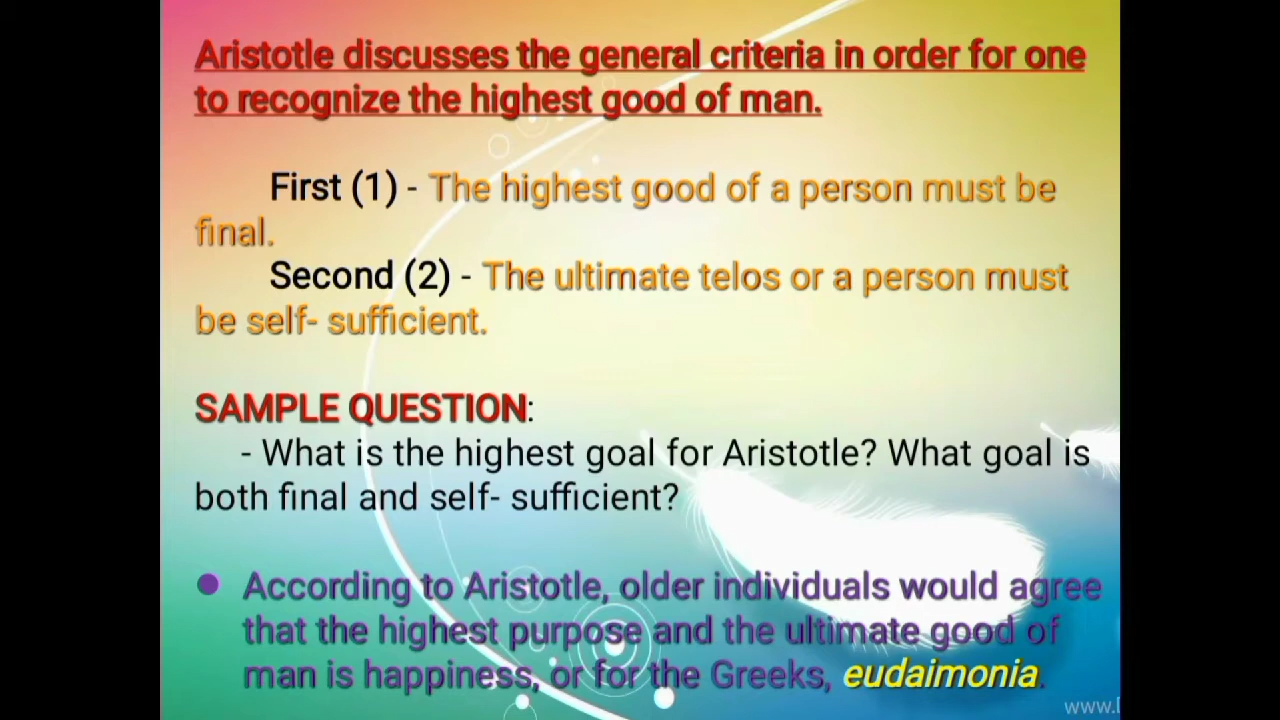 Aristotle discusses the general criteria in order for one
to recognize the highest good of man.
First (1) - The highest good of a person must be
final.
Second (2) - The ultimate telos or a person must
be self- sufficient.
SAMPLE QUESTION:
- What is the highest goal for Aristotle? What goal is
both final and self- sufficient?
● According to Aristotle, older individuals would agree
that the highest purpose and the ultimate good of
man is happiness, or for the Greeks, eudaimonia.
www.